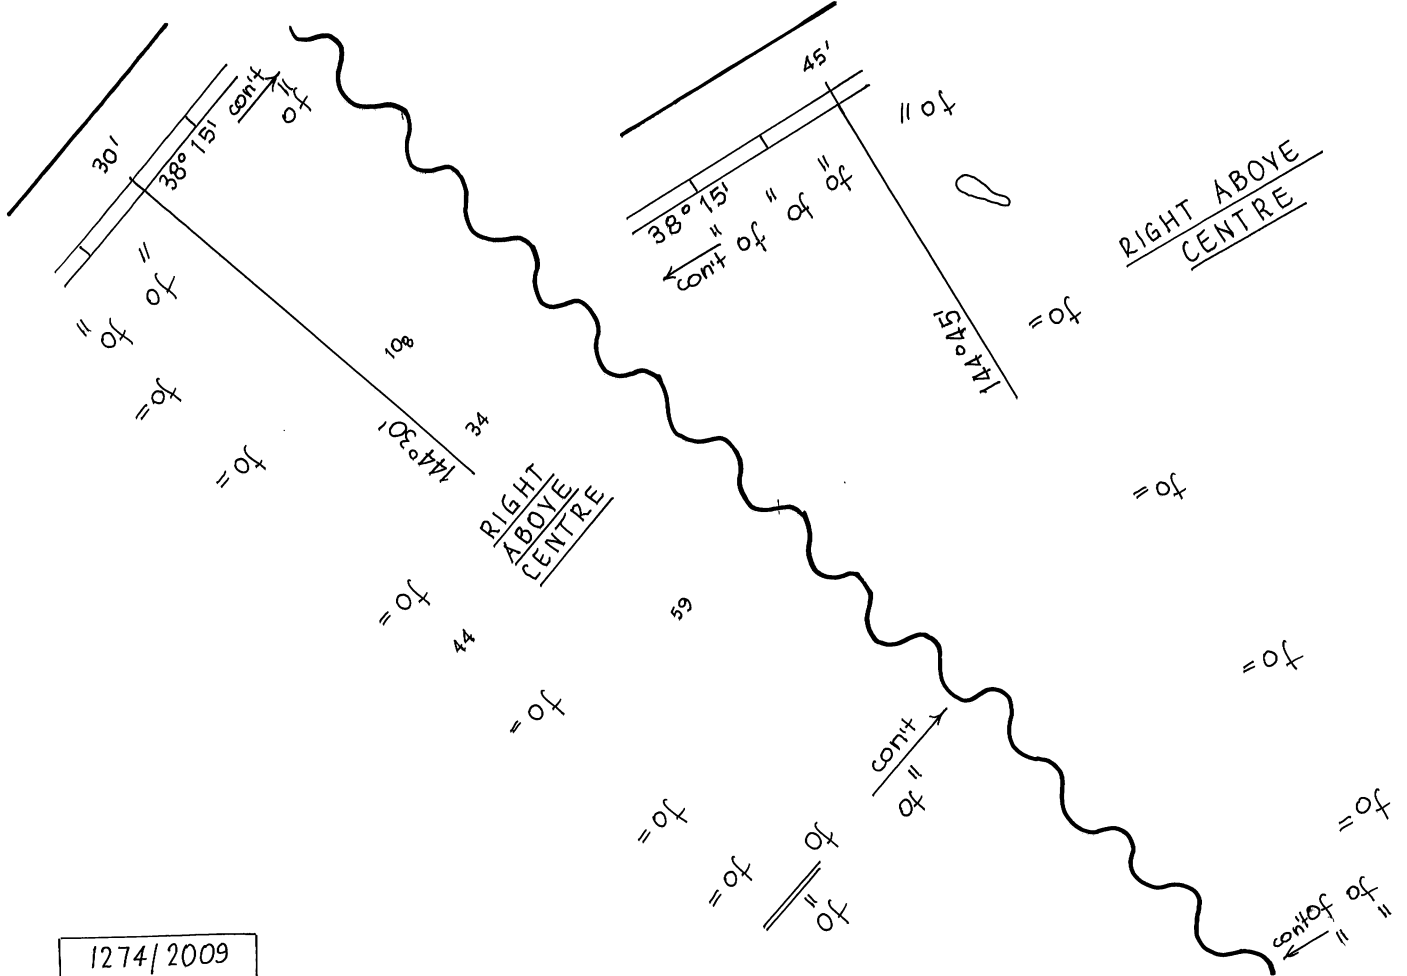 30'
38° 15'
con't
" of
" of
" of
= of
= of
108
34
144° 30'
RIGHT
ABOVE
CENTRE
= of
44
59
= of
= of
= of
of
" of
con't
" of
45'
38° 15'
con't
" of
" of
" of
" of
144° 45'
RIGHT ABOVE
CENTRE
= of
= of
= of
= of
con't
" of
" of
1274/2009